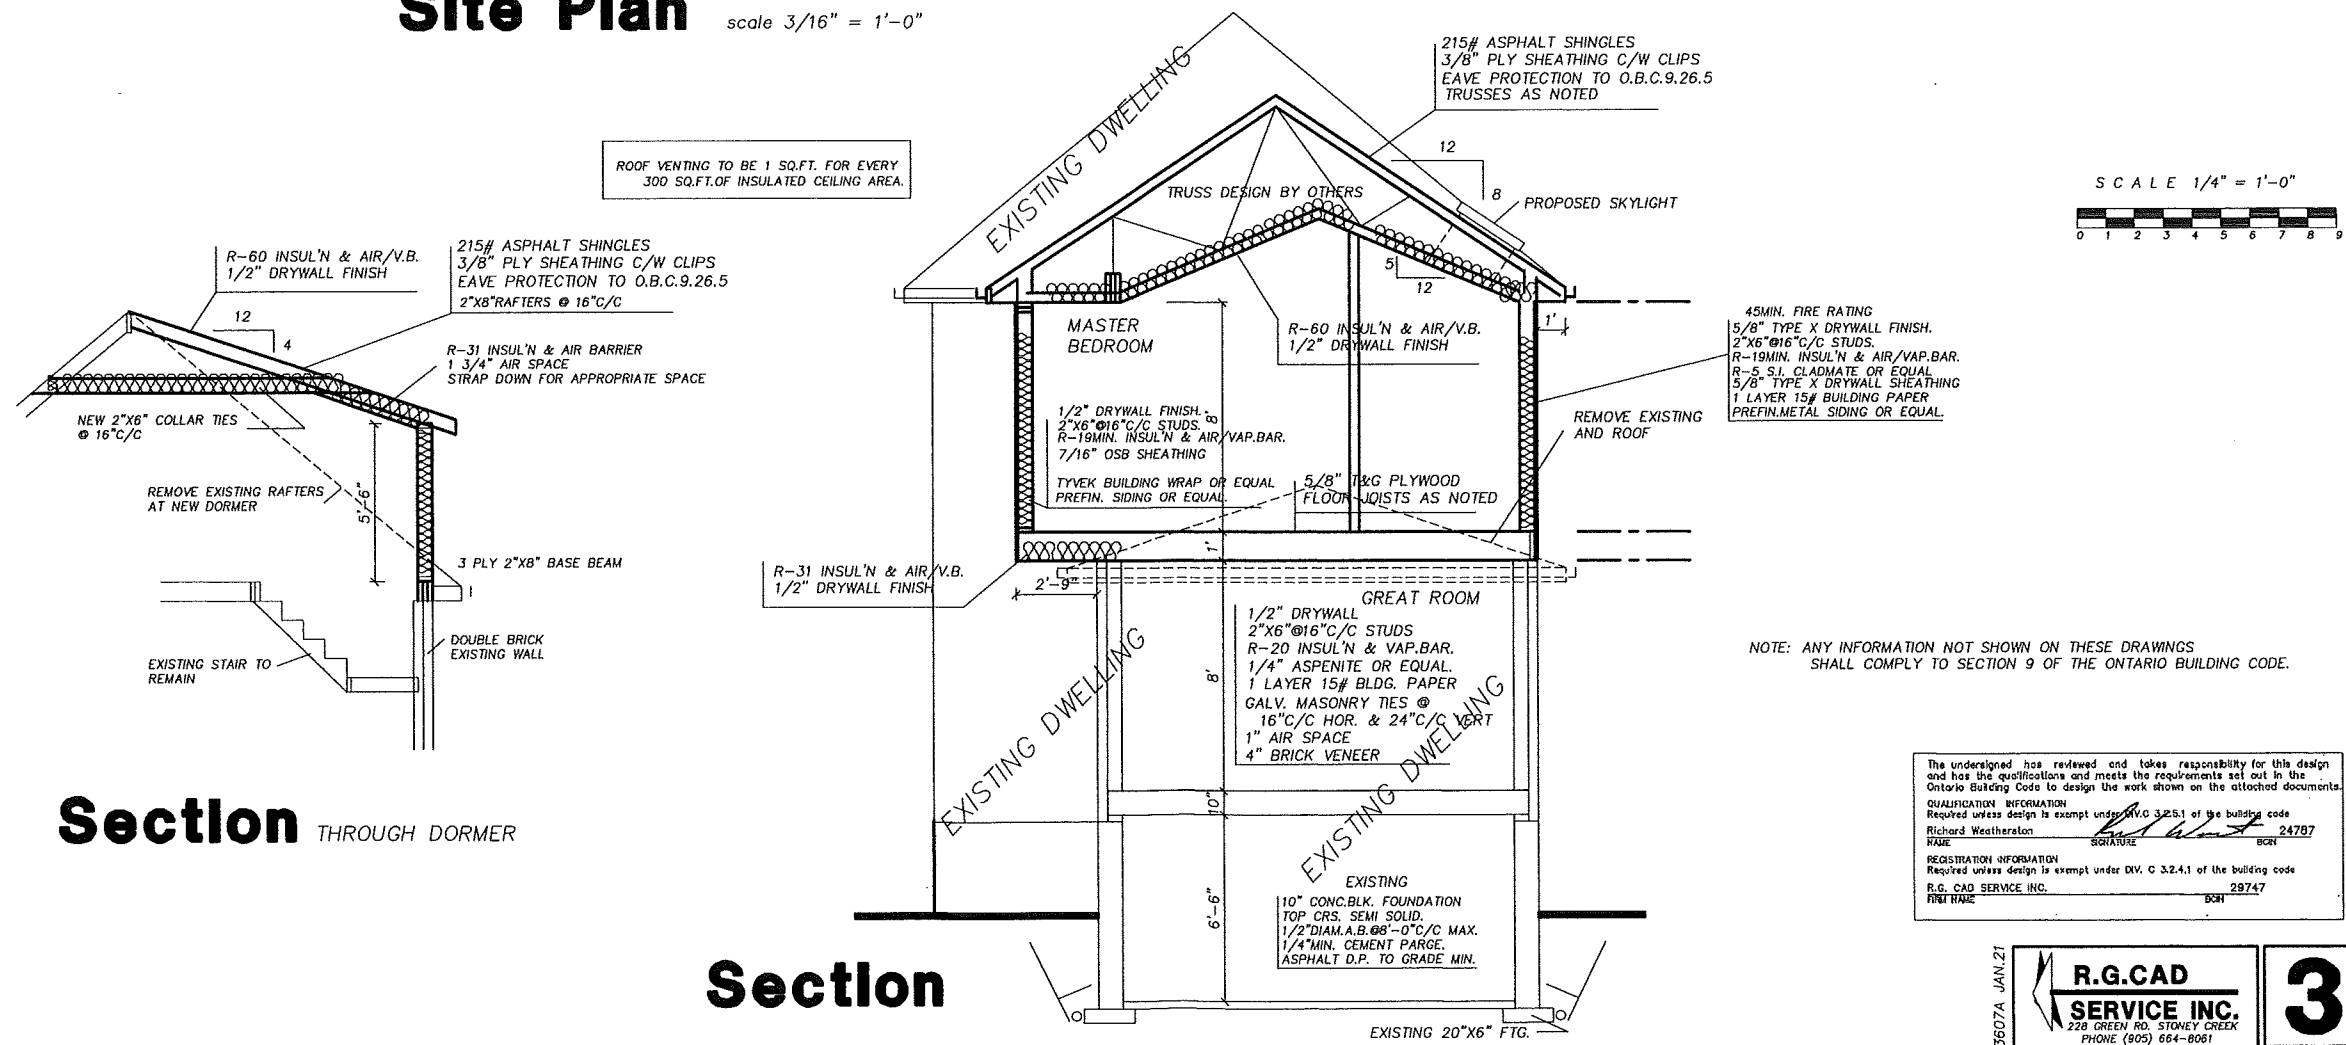 Site Plan scale 3/16" = 1'-0"
ROOF VENTING TO BE 1 SQ.FT. FOR EVERY
300 SQ.FT.OF INSULATED CEILING AREA.
R-60 INSUL'N & AIR/V.B.
1/2" DRYWALL FINISH
215# ASPHALT SHINGLES
3/8" PLY SHEATHING C/W CLIPS
EAVE PROTECTION TO O.B.C.9.26.5
2"X8"RAFTERS @ 16"C/C
12
4
R-31 INSUL'N & AIR BARRIER
1 3/4" AIR SPACE
STRAP DOWN FOR APPROPRIATE SPACE
NEW 2"X6" COLLAR TIES
@ 16"C/C
REMOVE EXISTING RAFTERS
AT NEW DORMER
5'-6"
3 PLY 2"X8" BASE BEAM
DOUBLE BRICK
EXISTING WALL
EXISTING STAIR TO
REMAIN
Section THROUGH DORMER
EXISTING DWELLING
215# ASPHALT SHINGLES
3/8" PLY SHEATHING C/W CLIPS
EAVE PROTECTION TO O.B.C.9.26.5
TRUSSES AS NOTED
12
8
TRUSS DESIGN BY OTHERS
PROPOSED SKYLIGHT
5
12
MASTER
BEDROOM
R-60 INSUL'N & AIR/V.B.
1/2" DRYWALL FINISH
1'
1/2" DRYWALL FINISH.
2"X6"@16"C/C STUDS.
R-19MIN. INSUL'N & AIR/VAP.BAR.
7/16" OSB SHEATHING
TYVEK BUILDING WRAP OR EQUAL
PREFIN. SIDING OR EQUAL.
8'
5/8" T&G PLYWOOD
FLOOR JOISTS AS NOTED
REMOVE EXISTING
AND ROOF
45MIN. FIRE RATING
5/8" TYPE X DRYWALL FINISH.
2"X6"@16"C/C STUDS.
R-19MIN. INSUL'N & AIR/VAP.BAR.
R-5 S.I. CLADMATE OR EQUAL
5/8" TYPE X DRYWALL SHEATHING
1 LAYER 15# BUILDING PAPER
PREFIN.METAL SIDING OR EQUAL.
R-31 INSUL'N & AIR/V.B.
1/2" DRYWALL FINISH
2'-9"
1'
GREAT ROOM
1/2" DRYWALL
2"X6"@16"C/C STUDS
R-20 INSUL'N & VAP.BAR.
1/4" ASPENITE OR EQUAL.
1 LAYER 15# BLDG. PAPER
GALV. MASONRY TIES @
16"C/C HOR. & 24"C/C VERT
1" AIR SPACE
4" BRICK VENEER
8'
EXISTING DWELLING
EXISTING DWELLING
10"
6'-6"
EXISTING
10" CONC.BLK. FOUNDATION
TOP CRS. SEMI SOLID.
1/2"DIAM.A.B.@8'-0"C/C MAX.
1/4"MIN. CEMENT PARGE.
ASPHALT D.P. TO GRADE MIN.
EXISTING 20"X6" FTG.
Section
SCALE 1/4" = 1'-0"
0 1 2 3 4 5 6 7 8 9
NOTE: ANY INFORMATION NOT SHOWN ON THESE DRAWINGS
SHALL COMPLY TO SECTION 9 OF THE ONTARIO BUILDING CODE.
The undersigned has reviewed and takes responsibility for this design
and has the qualifications and meets the requirements set out in the
Ontario Building Code to design the work shown on the attached documents.
QUALIFICATION INFORMATION
Required unless design is exempt under DIV.C 3.2.5.1 of the building code
Richard Weatherston 24787
NAME SIGNATURE BCIN
REGISTRATION INFORMATION
Required unless design is exempt under DIV. C 3.2.4.1 of the building code
R.G. CAD SERVICE INC. 29747
FIRM NAME BCIN
3607A JAN.21
R.G.CAD
SERVICE INC.
228 GREEN RD. STONEY CREEK
PHONE (905) 664-8061
3